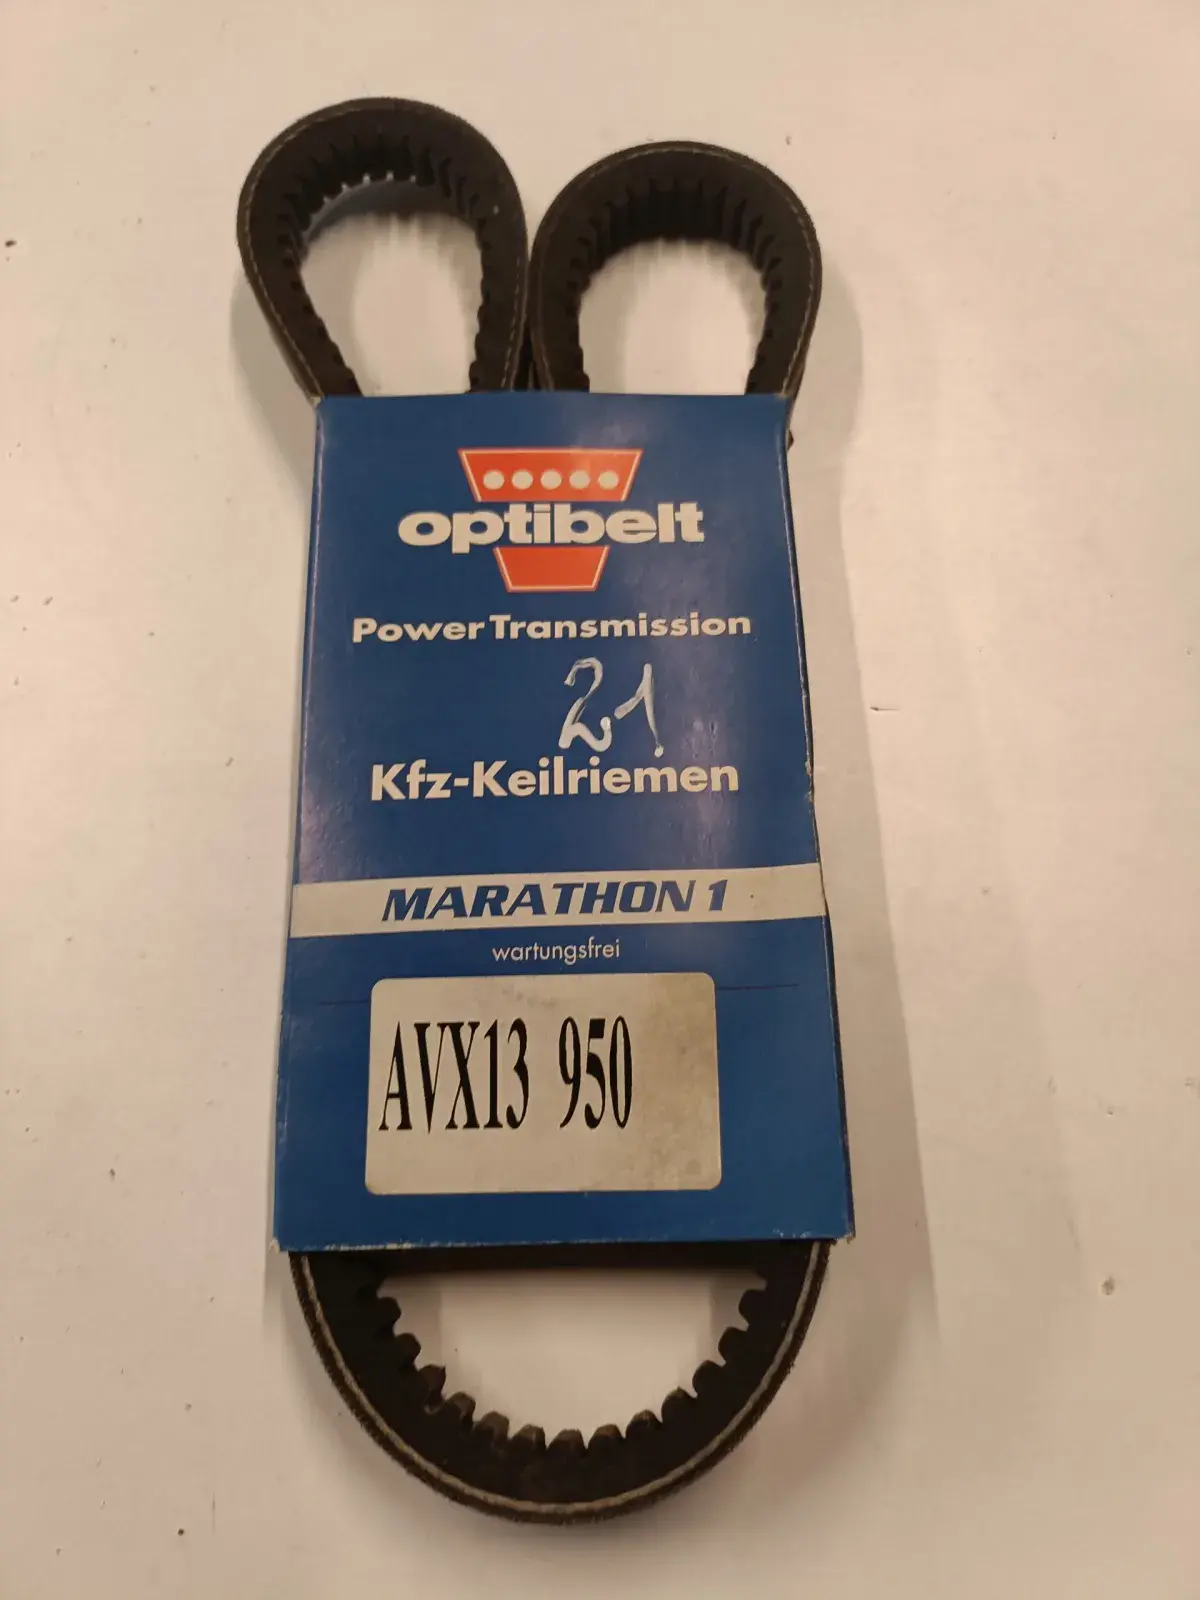 optibelt
Power Transmission
21
Kfz-Keilriemen
MARATHON 1
wartungsfrei
AVX13 950